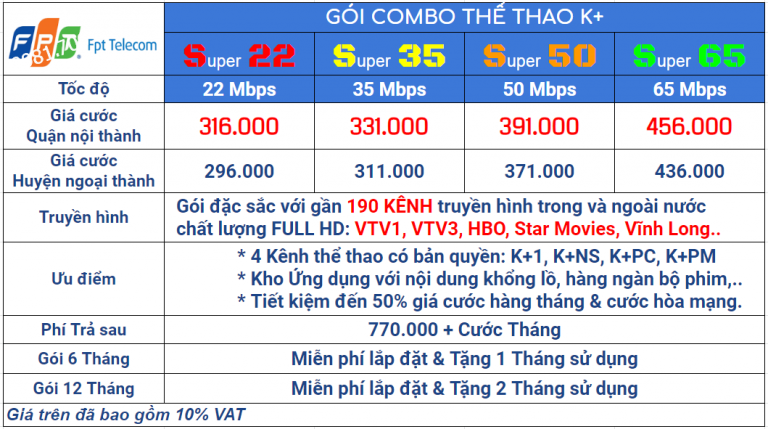 GÓI COMBO THỂ THAO K+
FPT Fpt Telecom
Super 22 Super 35 Super 50 Super 65
Tốc độ 22 Mbps 35 Mbps 50 Mbps 65 Mbps
Giá cước
Quận nội thành 316.000 331.000 391.000 456.000
Giá cước
Huyện ngoại thành 296.000 311.000 371.000 436.000
Truyền hình
Gói đặc sắc với gần 190 KÊNH truyền hình trong và ngoài nước
chất lượng FULL HD: VTV1, VTV3, HBO, Star Movies, Vĩnh Long..
Ưu điểm
* 4 Kênh thể thao có bản quyền: K+1, K+NS, K+PC, K+PM
* Kho Ứng dụng với nội dung khổng lồ, hàng ngàn bộ phim,..
* Tiết kiệm đến 50% giá cước hàng tháng & cước hòa mạng.
Phí Trả sau 770.000 + Cước Tháng
Gói 6 Tháng Miễn phí lắp đặt & Tặng 1 Tháng sử dụng
Gói 12 Tháng Miễn phí lắp đặt & Tặng 2 Tháng sử dụng
Giá trên đã bao gồm 10% VAT